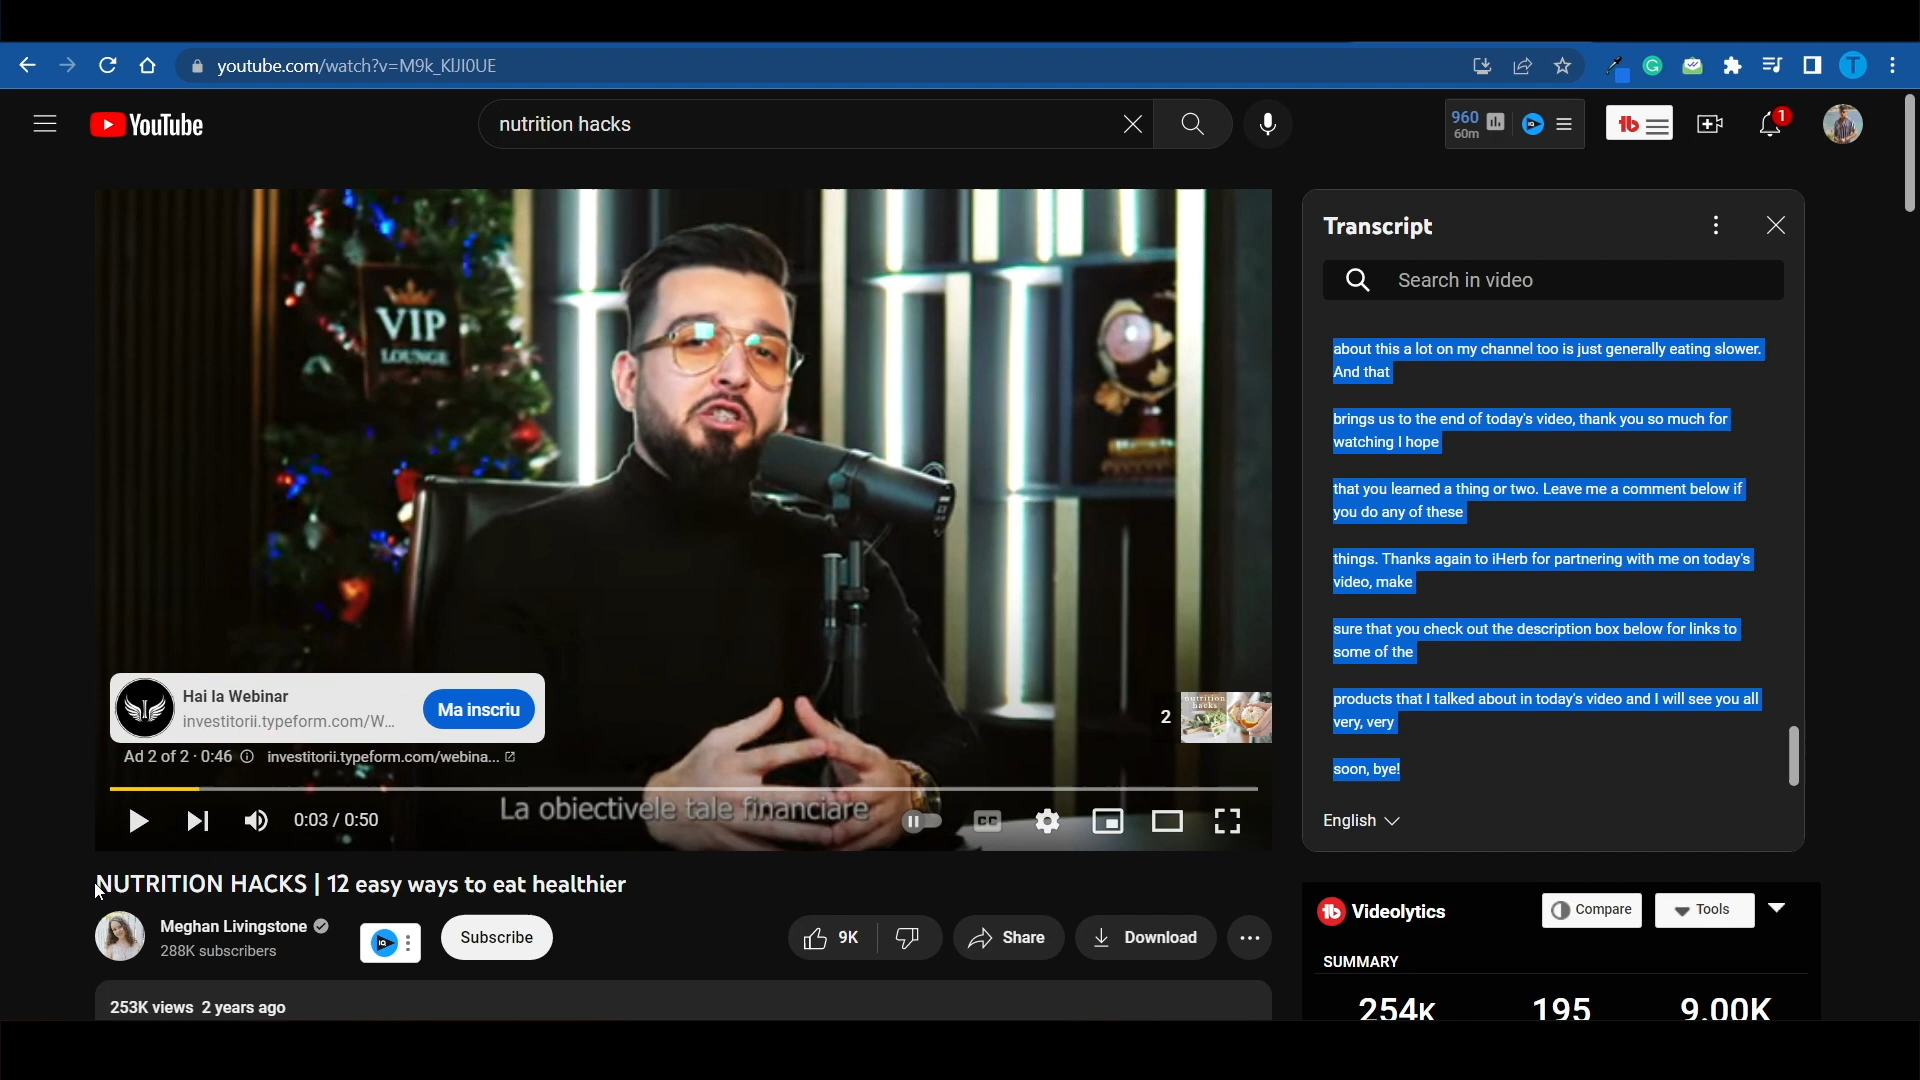 youtube.com/watch?v=M9k_KIJI0UE
T
YouTube
nutrition hacks
960
60m
1
VIP
LOUNGE
Hai la Webinar
investitorii.typeform.com/W...
Ma inscriu
Ad 2 of 2 · 0:46
investitorii.typeform.com/webina...
2
nutrition
hacks
La obiectivele tale financiare
0:03 / 0:50
CC
NUTRITION HACKS | 12 easy ways to eat healthier
Meghan Livingstone
288K subscribers
Subscribe
9K
Share
Download
253K views 2 years ago
Transcript
Search in video
about this a lot on my channel too is just generally eating slower.
And that
brings us to the end of today's video, thank you so much for
watching I hope
that you learned a thing or two. Leave me a comment below if
you do any of these
things. Thanks again to iHerb for partnering with me on today's
video, make
sure that you check out the description box below for links to
some of the
products that I talked about in today's video and I will see you all
very, very
soon, bye!
English
Videolytics
Compare
Tools
SUMMARY
254K
195
9.00K